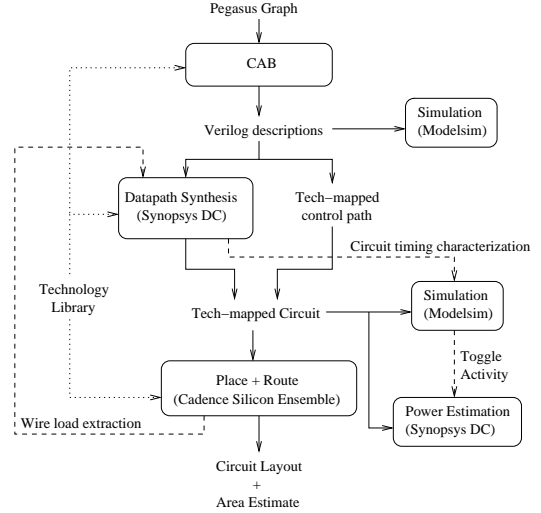 Pegasus Graph
CAB
Verilog descriptions
Simulation
(Modelsim)
Datapath Synthesis
(Synopsys DC)
Tech−mapped
control path
Circuit timing characterization
Technology
Library
Tech−mapped Circuit
Simulation
(Modelsim)
Toggle
Activity
Place + Route
(Cadence Silicon Ensemble)
Wire load extraction
Power Estimation
(Synopsys DC)
Circuit Layout
+
Area Estimate